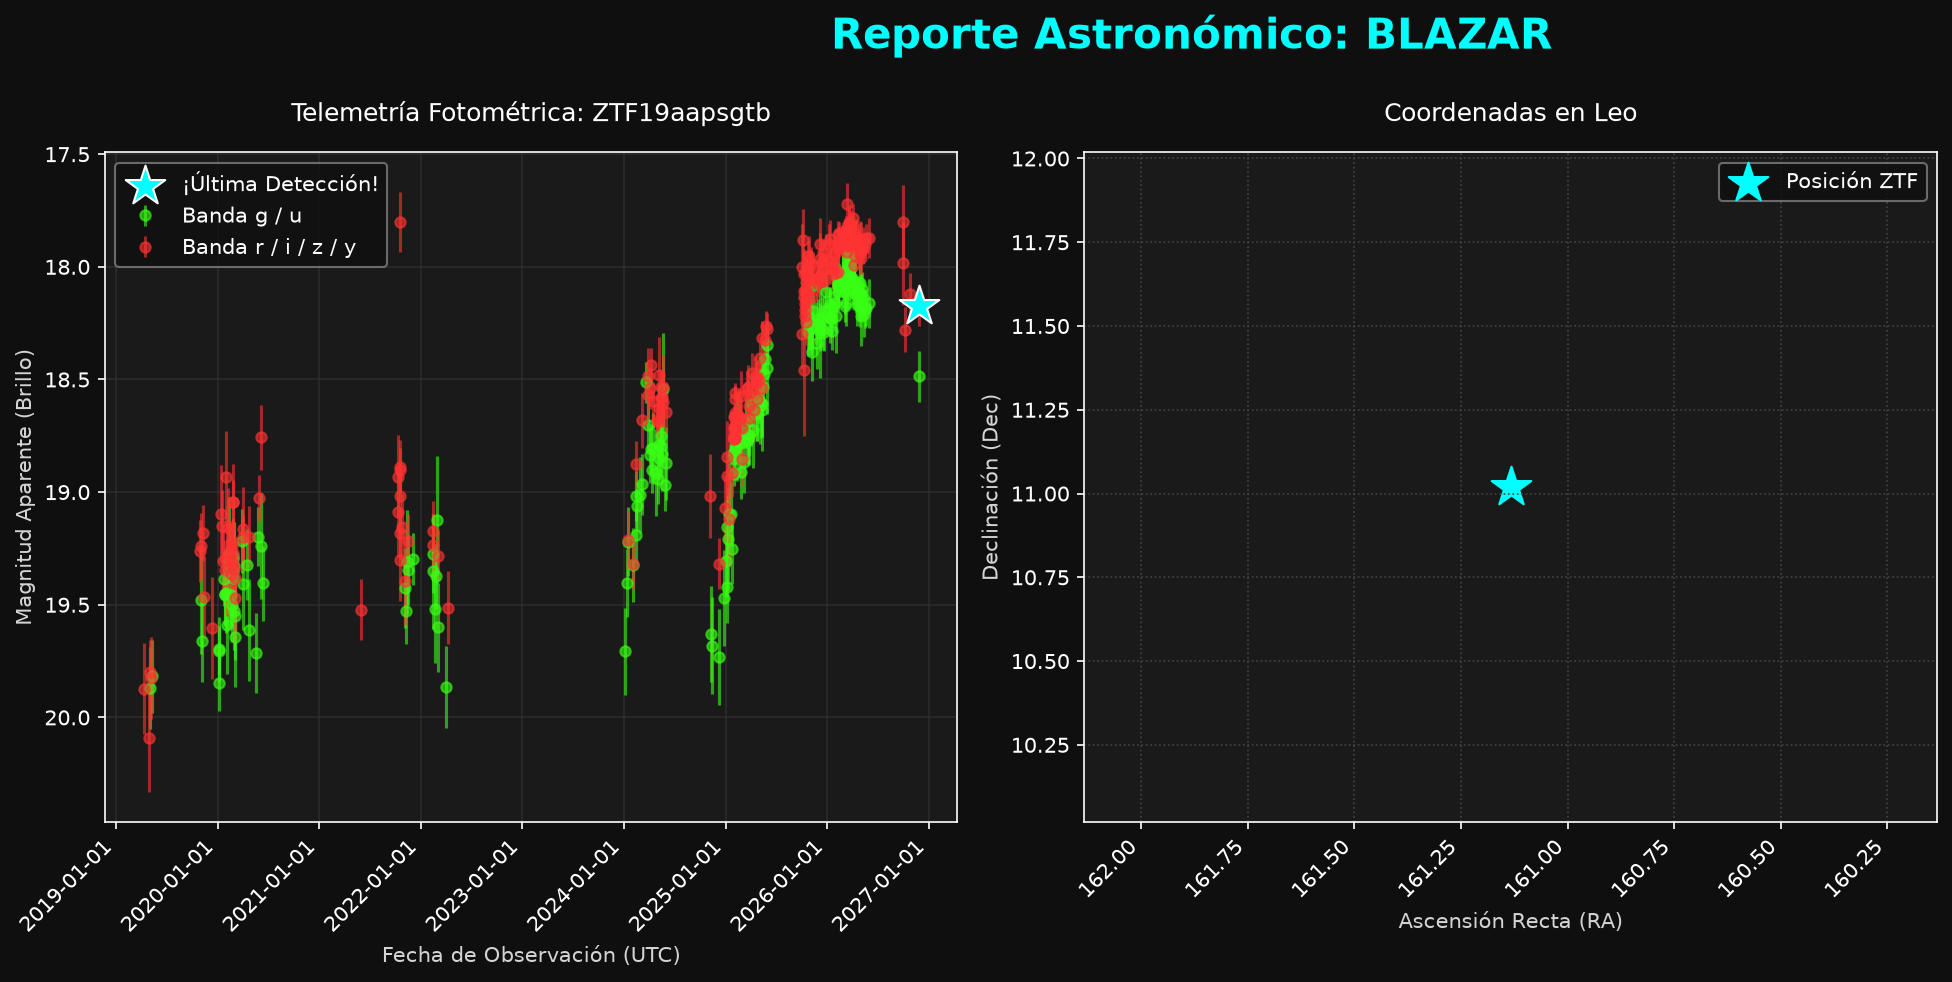 Reporte Astronómico: BLAZAR
Telemetría Fotométrica: ZTF19aapsgtb
¡Última Detección!
Banda g / u
Banda r / i / z / y
Magnitud Aparente (Brillo)
17.5
18.0
18.5
19.0
19.5
20.0
2019-01-01
2020-01-01
2021-01-01
2022-01-01
2023-01-01
2024-01-01
2025-01-01
2026-01-01
2027-01-01
Fecha de Observación (UTC)
Coordenadas en Leo
Posición ZTF
Declinación (Dec)
12.00
11.75
11.50
11.25
11.00
10.75
10.50
10.25
162.00
161.75
161.50
161.25
161.00
160.75
160.50
160.25
Ascensión Recta (RA)